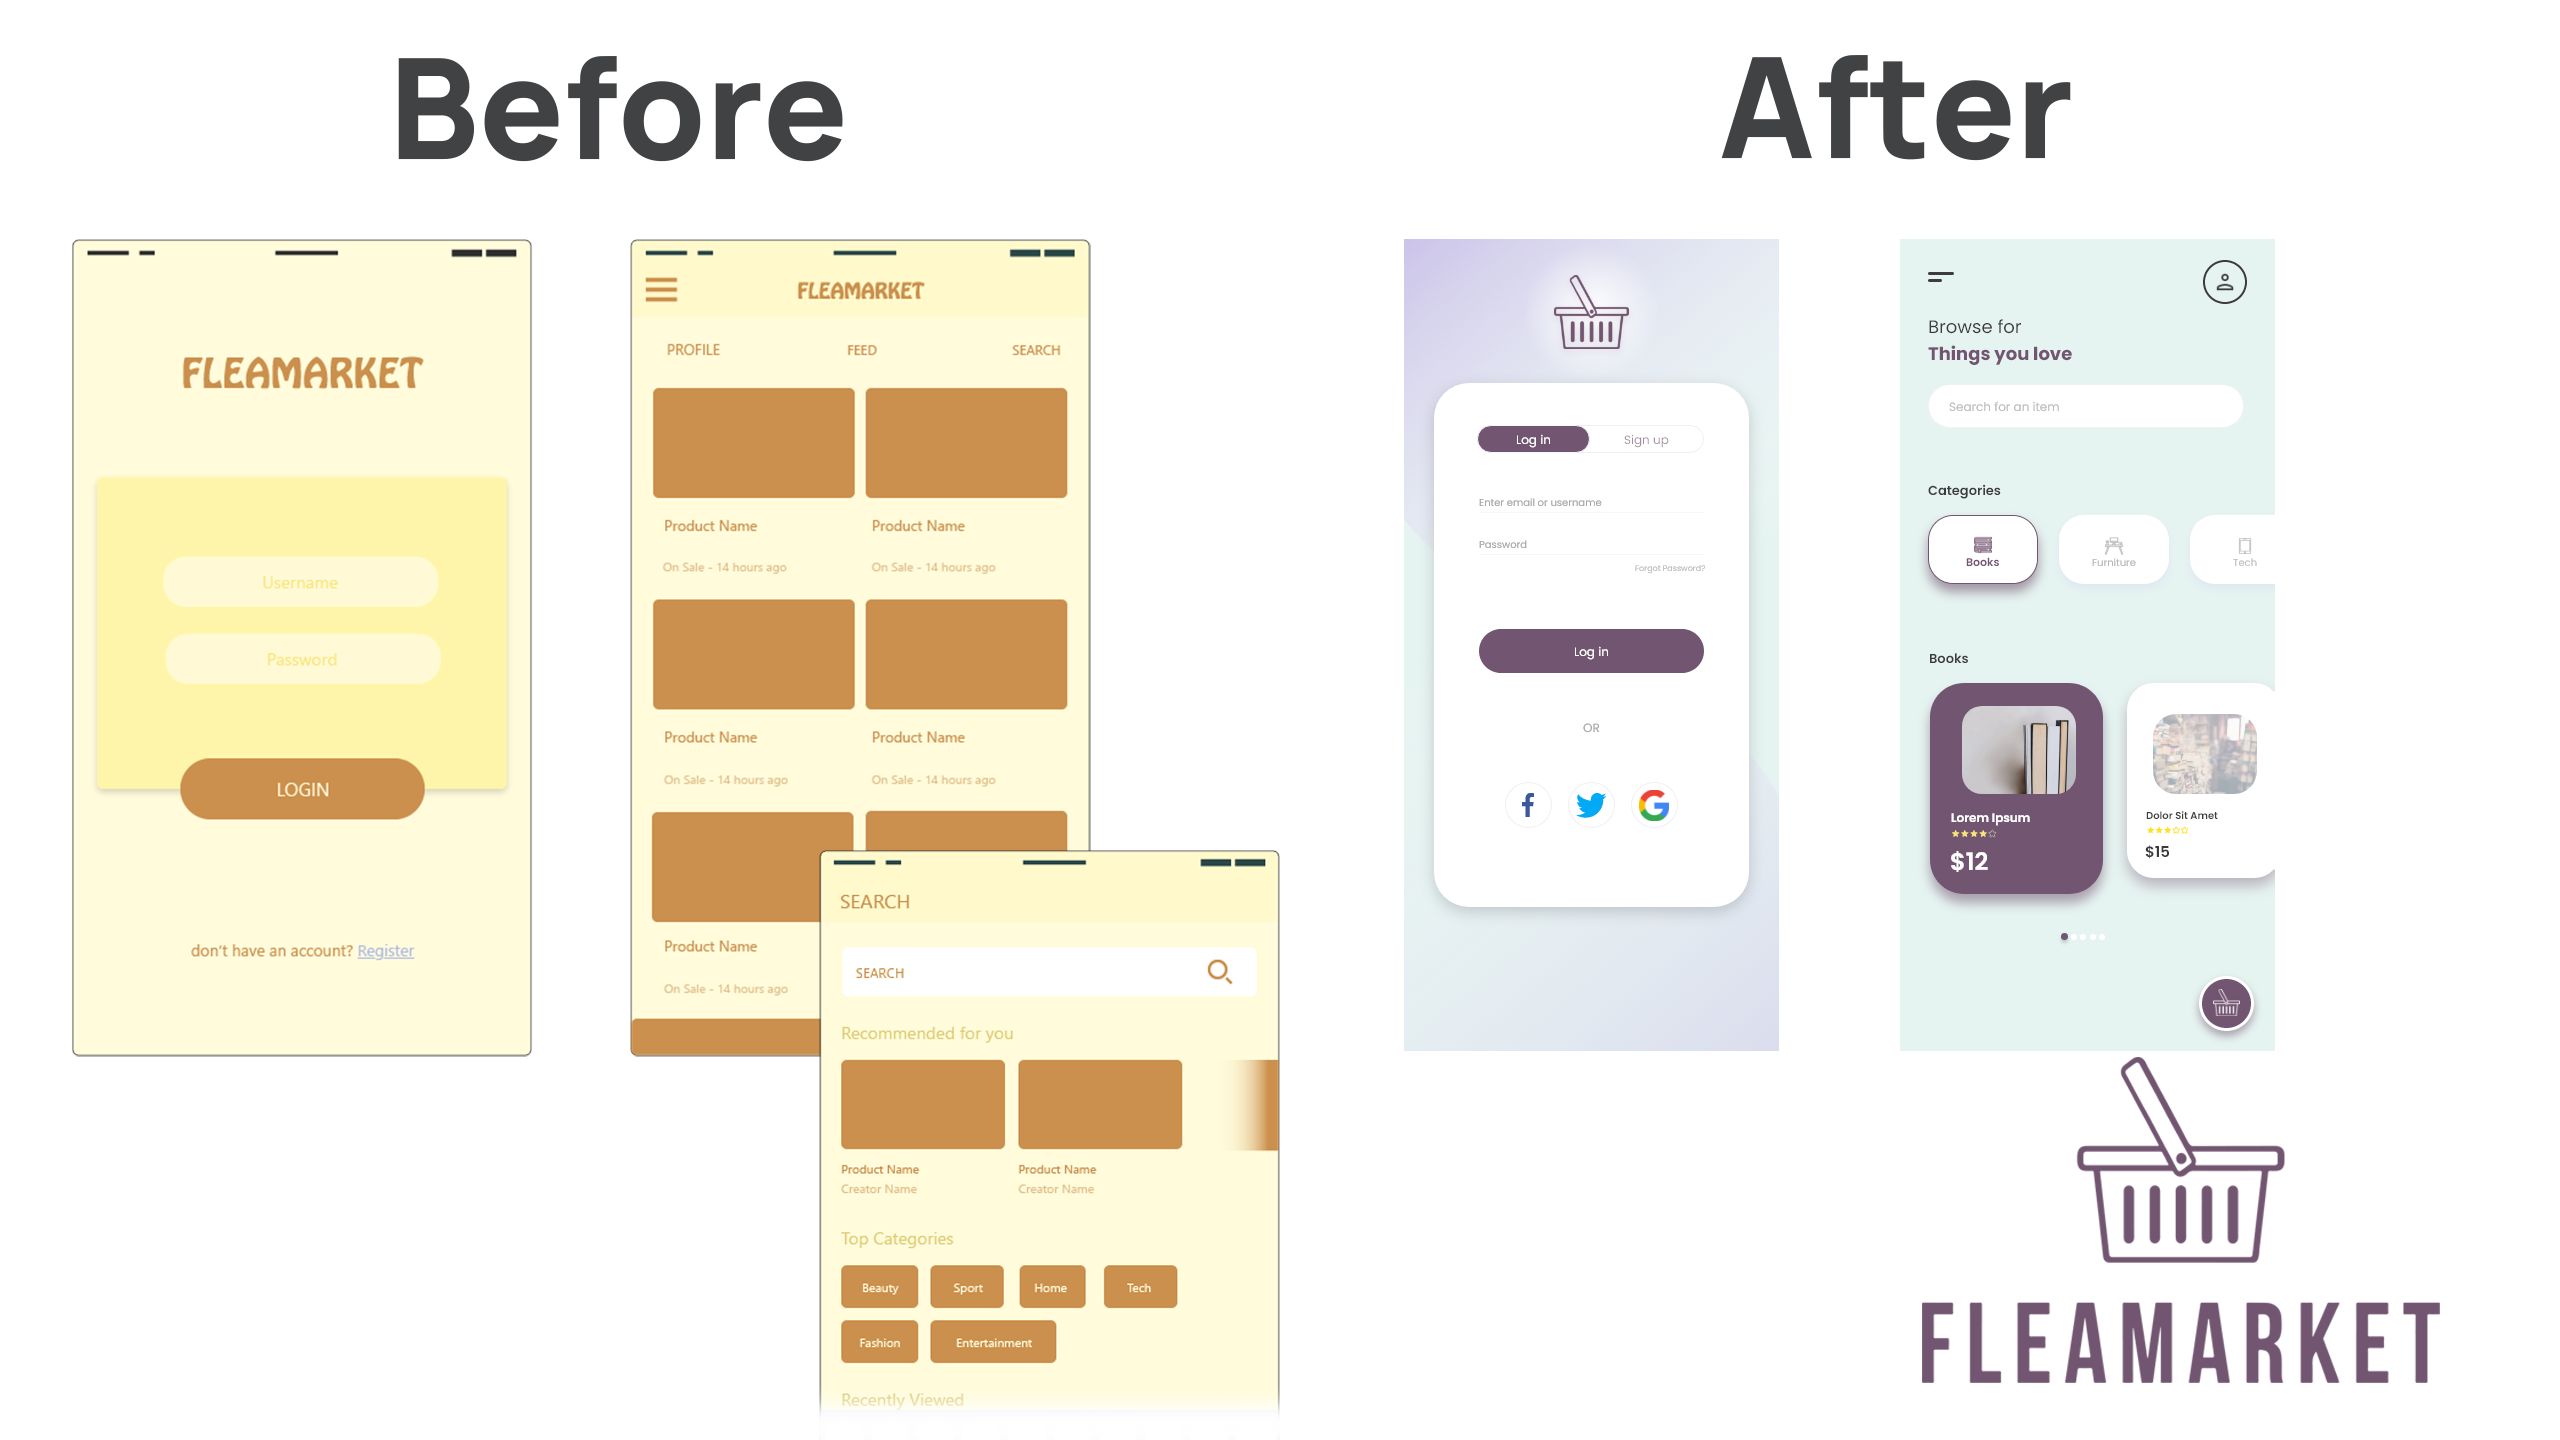 Before
After
FLEAMARKET
Username
Password
LOGIN
don't have an account? Register
FLEAMARKET
PROFILE FEED SEARCH
Product Name Product Name
On Sale - 14 hours ago On Sale - 14 hours ago
Product Name Product Name
On Sale - 14 hours ago On Sale - 14 hours ago
Product Name
On Sale - 14 hours ago
SEARCH
SEARCH
Recommended for you
Product Name Product Name
Creator Name Creator Name
Top Categories
Beauty Sport Home Tech
Fashion Entertainment
Recently Viewed
Log in Sign up
Enter email or username
Password
Forgot Password?
Log in
OR
Browse for
Things you love
Search for an item
Categories
Books Furniture Tech
Books
Lorem Ipsum
$12
Dolor Sit Amet
$15
FLEAMARKET